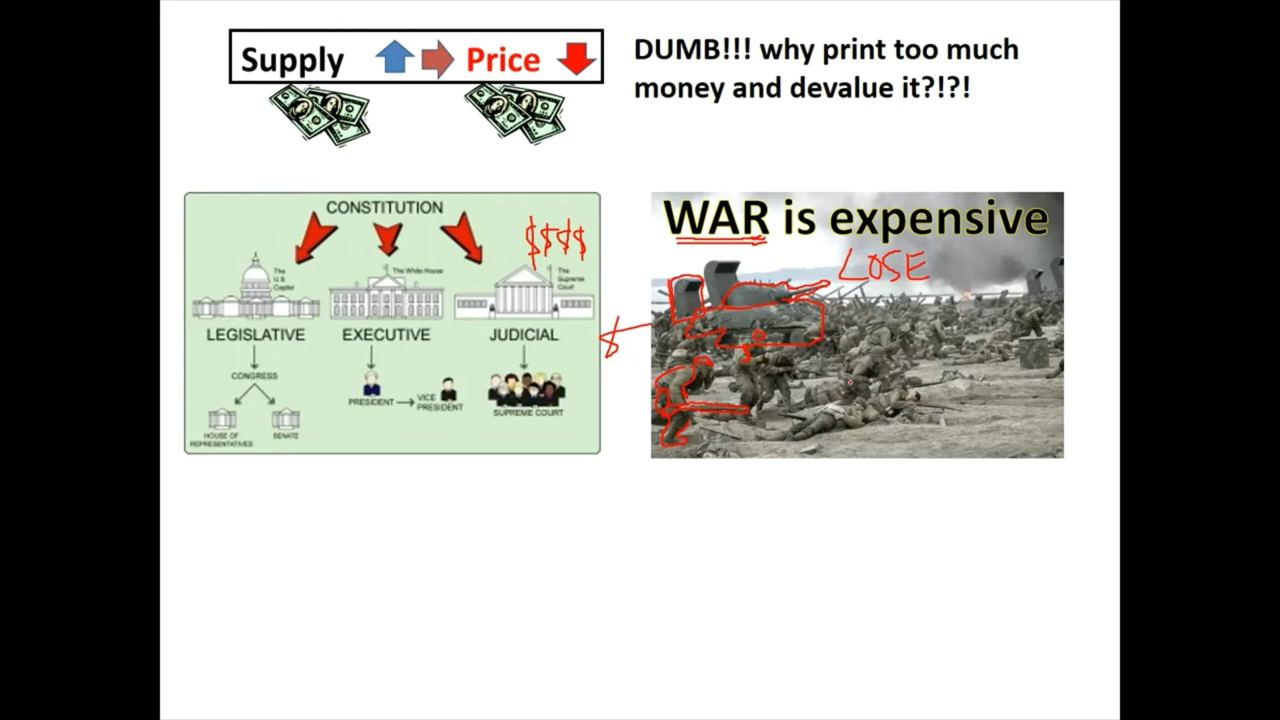 Supply Price
DUMB!!! why print too much
money and devalue it?!?!
CONSTITUTION
$$$$
The
U.S.
Capitol
The White House
The
Supreme
Court
LEGISLATIVE
EXECUTIVE
JUDICIAL
CONGRESS
HOUSE OF
REPRESENTATIVES
SENATE
PRESIDENT
VICE
PRESIDENT
SUPREME COURT
WAR is expensive
LOSE
$